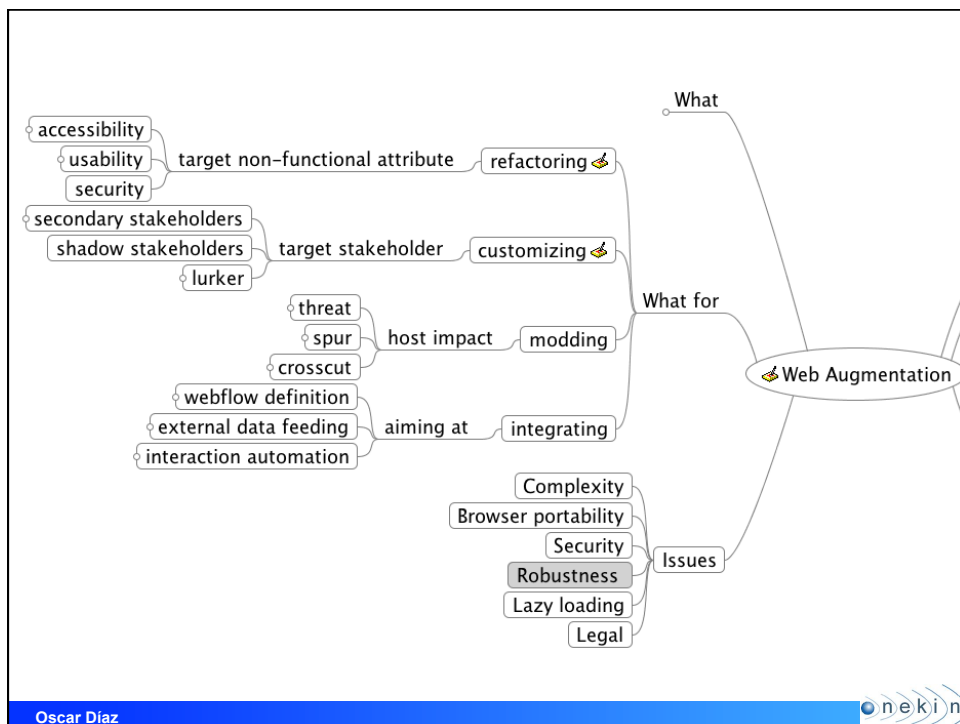 What
accessibility
usability
security
target non-functional attribute
refactoring
secondary stakeholders
shadow stakeholders
lurker
target stakeholder
customizing
What for
threat
spur
crosscut
host impact
modding
Web Augmentation
webflow definition
external data feeding
interaction automation
aiming at
integrating
Complexity
Browser portability
Security
Robustness
Lazy loading
Legal
Issues
Oscar Díaz
onekin